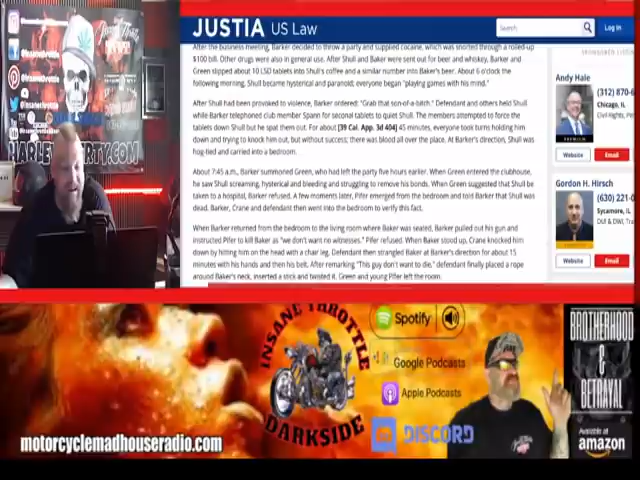 JUSTIA US Law
Search
Log In
After the business meeting, Barker decided to throw a party and supplied cocaine, which was snorted through a rolled-up
$100 bill. Other drugs were also in general use. After Shull and Baker were sent out for beer and whiskey, Barker and
Green slipped about 10 LSD tablets into Shull's coffee and a similar number into Baker's beer. About 6 o'clock the
following morning, Shull became hysterical and paranoid; everyone began "playing games with his mind."
After Shull had been provoked to violence, Barker ordered: "Grab that son-of-a-bitch." Defendant and others held Shull
while Barker telephoned club member Spann for seconal tablets to quiet Shull. The members attempted to force the
tablets down Shull but he spat them out. For about [39 Cal. App. 3d 404] 45 minutes, everyone took turns holding him
down and trying to knock him out, but without success; there was blood all over the place. At Barker's direction, Shull was
hog-tied and carried into a bedroom.
About 7:45 a.m., Barker summoned Green, who had left the party five hours earlier. When Green entered the clubhouse,
he saw Shull screaming, hysterical and bleeding and struggling to remove his bonds. When Green suggested that Shull be
taken to a hospital, Barker refused. A few moments later, Pifer emerged from the bedroom and told Barker that Shull was
dead. Barker, Crane and defendant then went into the bedroom to verify this fact.
When Barker returned from the bedroom to the living room where Baker was seated, Barker pulled out his gun and
instructed Pifer to kill Baker as "we don't want no witnesses." Pifer refused. When Baker stood up, Crane knocked him
down by hitting him on the head with a chair leg. Defendant then strangled Baker at Barker's direction for about 15
minutes with his hands and then his belt. After remarking "This guy don't want to die," defendant finally placed a rope
around Baker's neck, inserted a stick and twisted it. Green and young Pifer left the room.
Andy Hale
(312) 870-6
Chicago, IL
Website
Email
Gordon H. Hirsch
(630) 221-0
Sycamore, IL
Website
Email
INSANE THROTTLE
DARKSIDE
Spotify
Google Podcasts
Apple Podcasts
DISCORD
BROTHERHOOD
&
BETRAYAL
Available at
amazon
motorcyclemadhouseradio.com